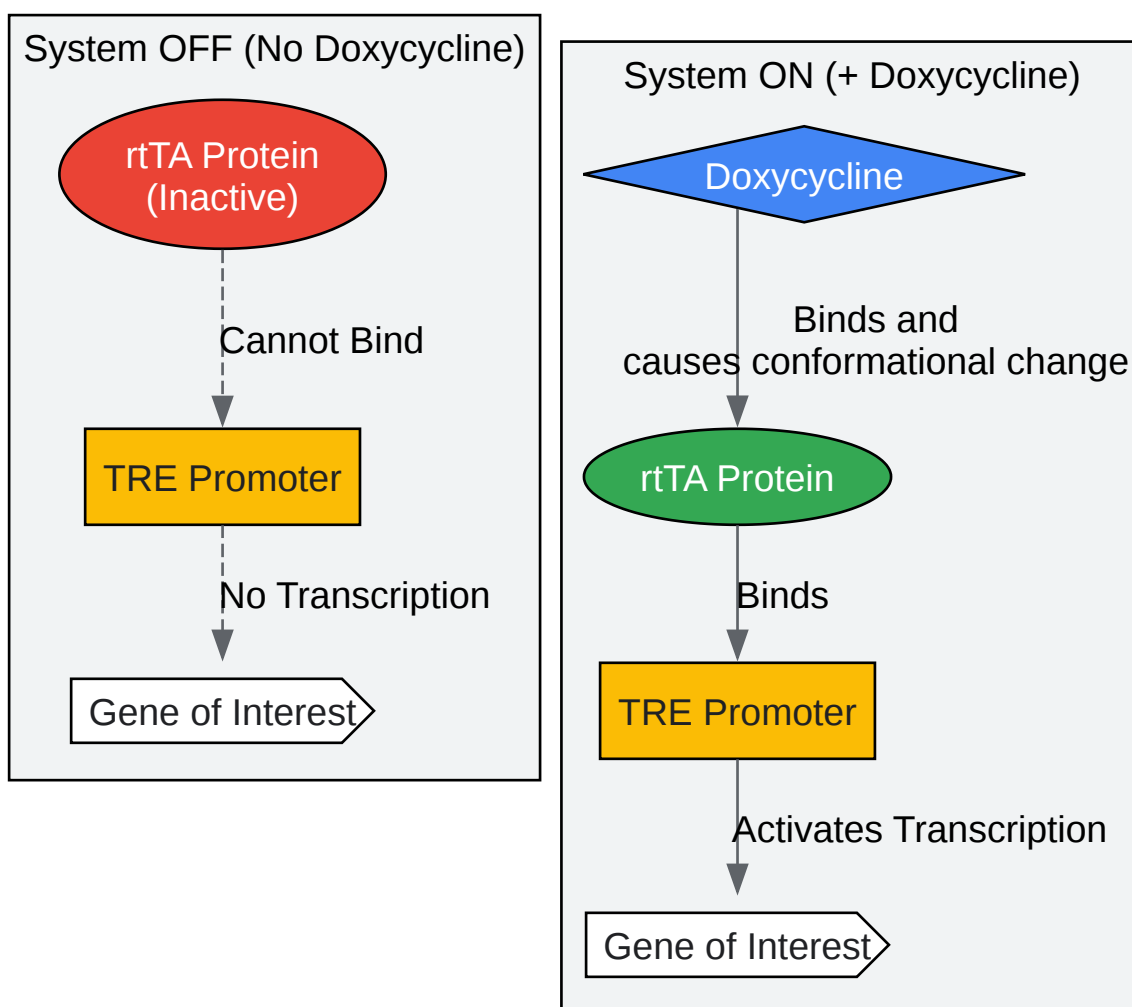 System OFF (No Doxycycline)
rtTA Protein
(Inactive)
Cannot Bind
TRE Promoter
No Transcription
Gene of Interest
System ON (+ Doxycycline)
Doxycycline
Binds and
causes conformational change
rtTA Protein
Binds
TRE Promoter
Activates Transcription
Gene of Interest